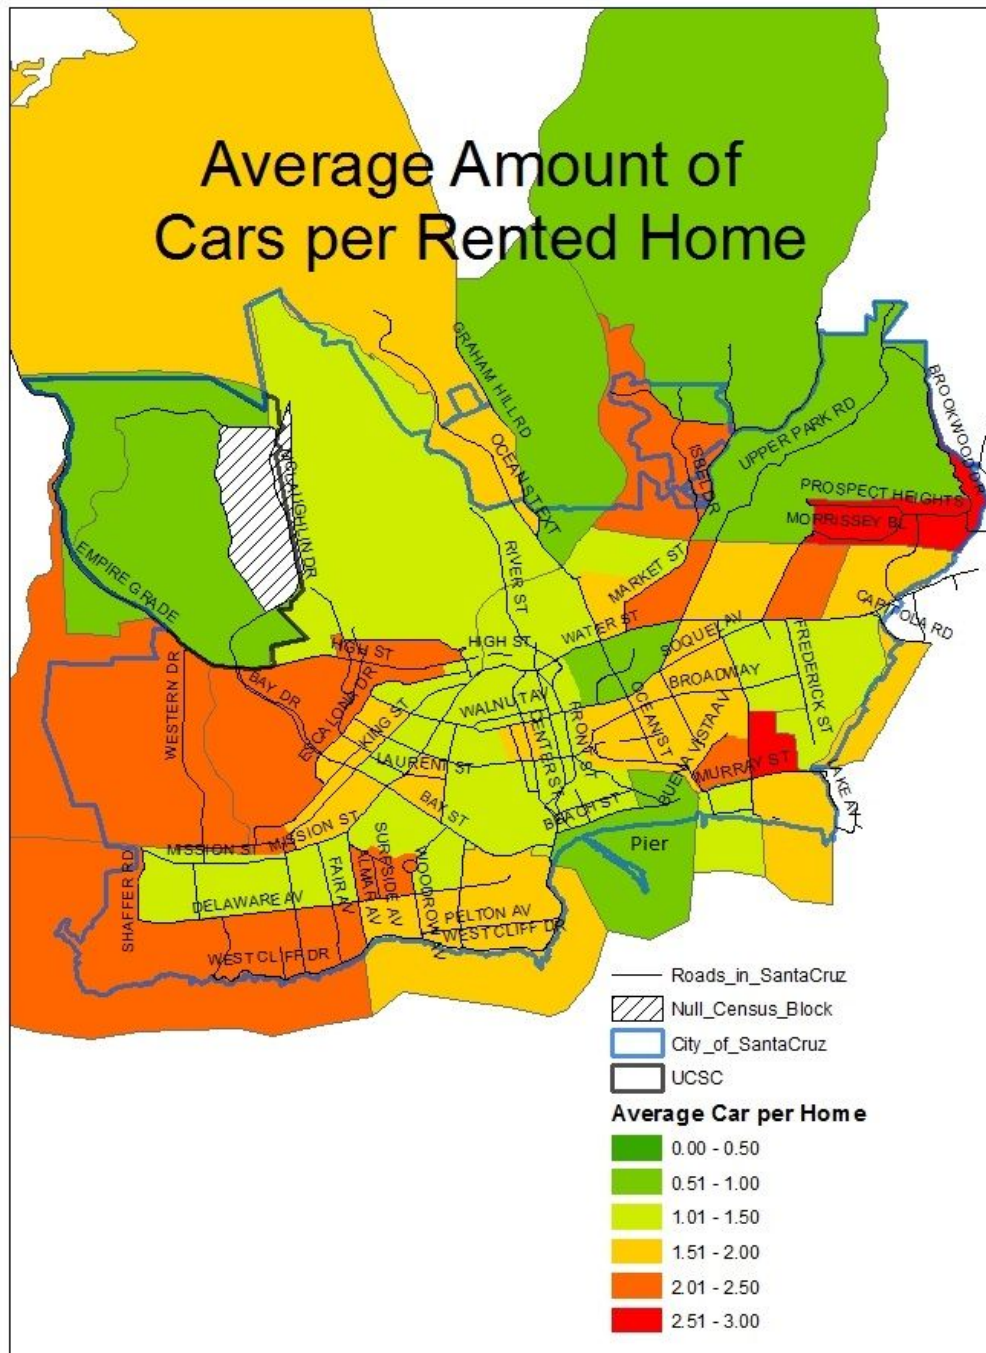 Average Amount of
Cars per Rented Home
GRAHAM HILL RD
OCEAN ST EXT
BROOKWOOD DR
UPPER PARK RD
ISBEL DR
PROSPECT HEIGHTS
MORRISSEY BL
MCLAUGHLIN DR
EMPIRE GRADE
RIVER ST
MARKET ST
CAPITOLA RD
WATER ST
SOQUEL AV
HIGH ST
HIGH ST
FREDERICK ST
BROADWAY
WESTERN DR
BAY DR
ESCALONA DR
KING ST
WALNUT AV
CENTER ST
FRONT ST
OCEAN ST
BUENA VISTA AV
LAURENT ST
MURRAY ST
LAKE AV
BAY ST
BEACH ST
MISSION ST
MISSION ST
Pier
SHAFFER RD
DELAWARE AV
FAIR AV
ALMAR AV
SURFSIDE AV
WOODROW AV
PELTON AV
WEST CLIFF DR
WEST CLIFF DR
Roads_in_SantaCruz
Null_Census_Block
City_of_SantaCruz
UCSC
Average Car per Home
0.00 - 0.50
0.51 - 1.00
1.01 - 1.50
1.51 - 2.00
2.01 - 2.50
2.51 - 3.00